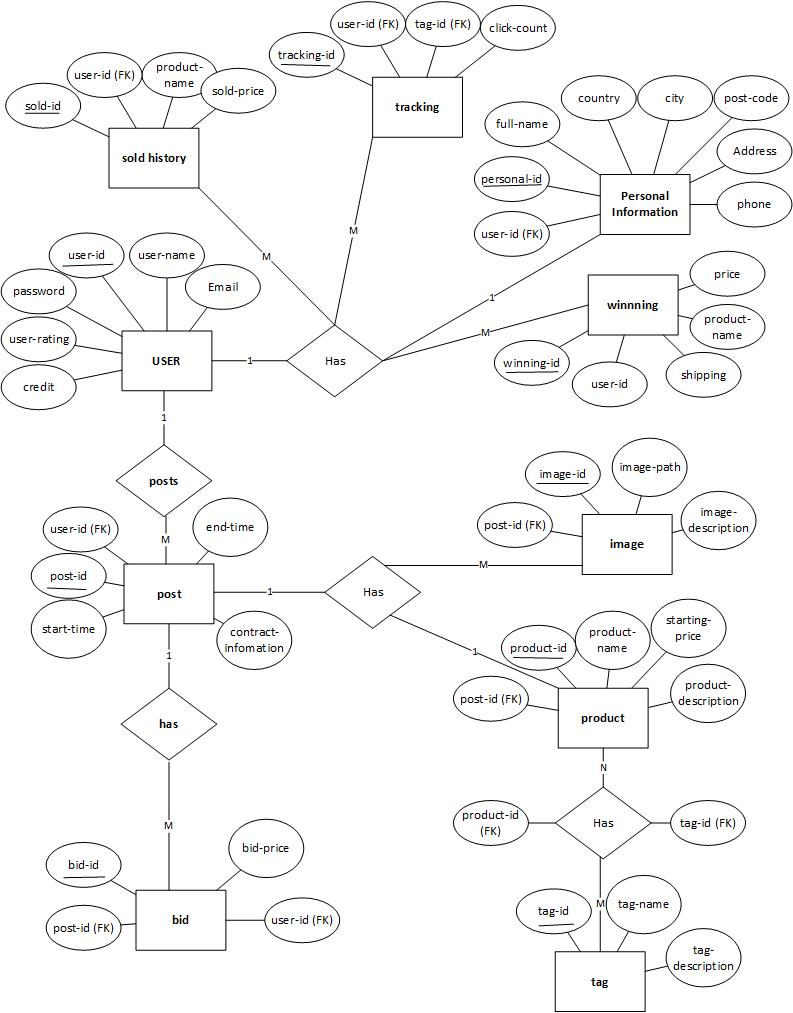 user-id (FK)
tag-id (FK)
click-count
tracking-id
tracking
user-id (FK)
product-
name
sold-price
sold-id
sold history
country
city
post-code
full-name
Address
personal-id
Personal
Information
phone
user-id (FK)
M
M
user-id
user-name
Email
password
user-rating
credit
USER
1
Has
1
M
price
winnning
product-
name
winning-id
user-id
shipping
1
posts
M
user-id (FK)
end-time
post-id
post
start-time
contract-
infomation
1
Has
M
image-id
image-path
post-id (FK)
image-
description
image
1
product-id
product-
name
starting-
price
post-id (FK)
product-
description
product
1
has
M
N
product-id
(FK)
Has
tag-id (FK)
M
bid-id
bid-price
post-id (FK)
bid
user-id (FK)
tag-id
tag-name
tag-
description
tag